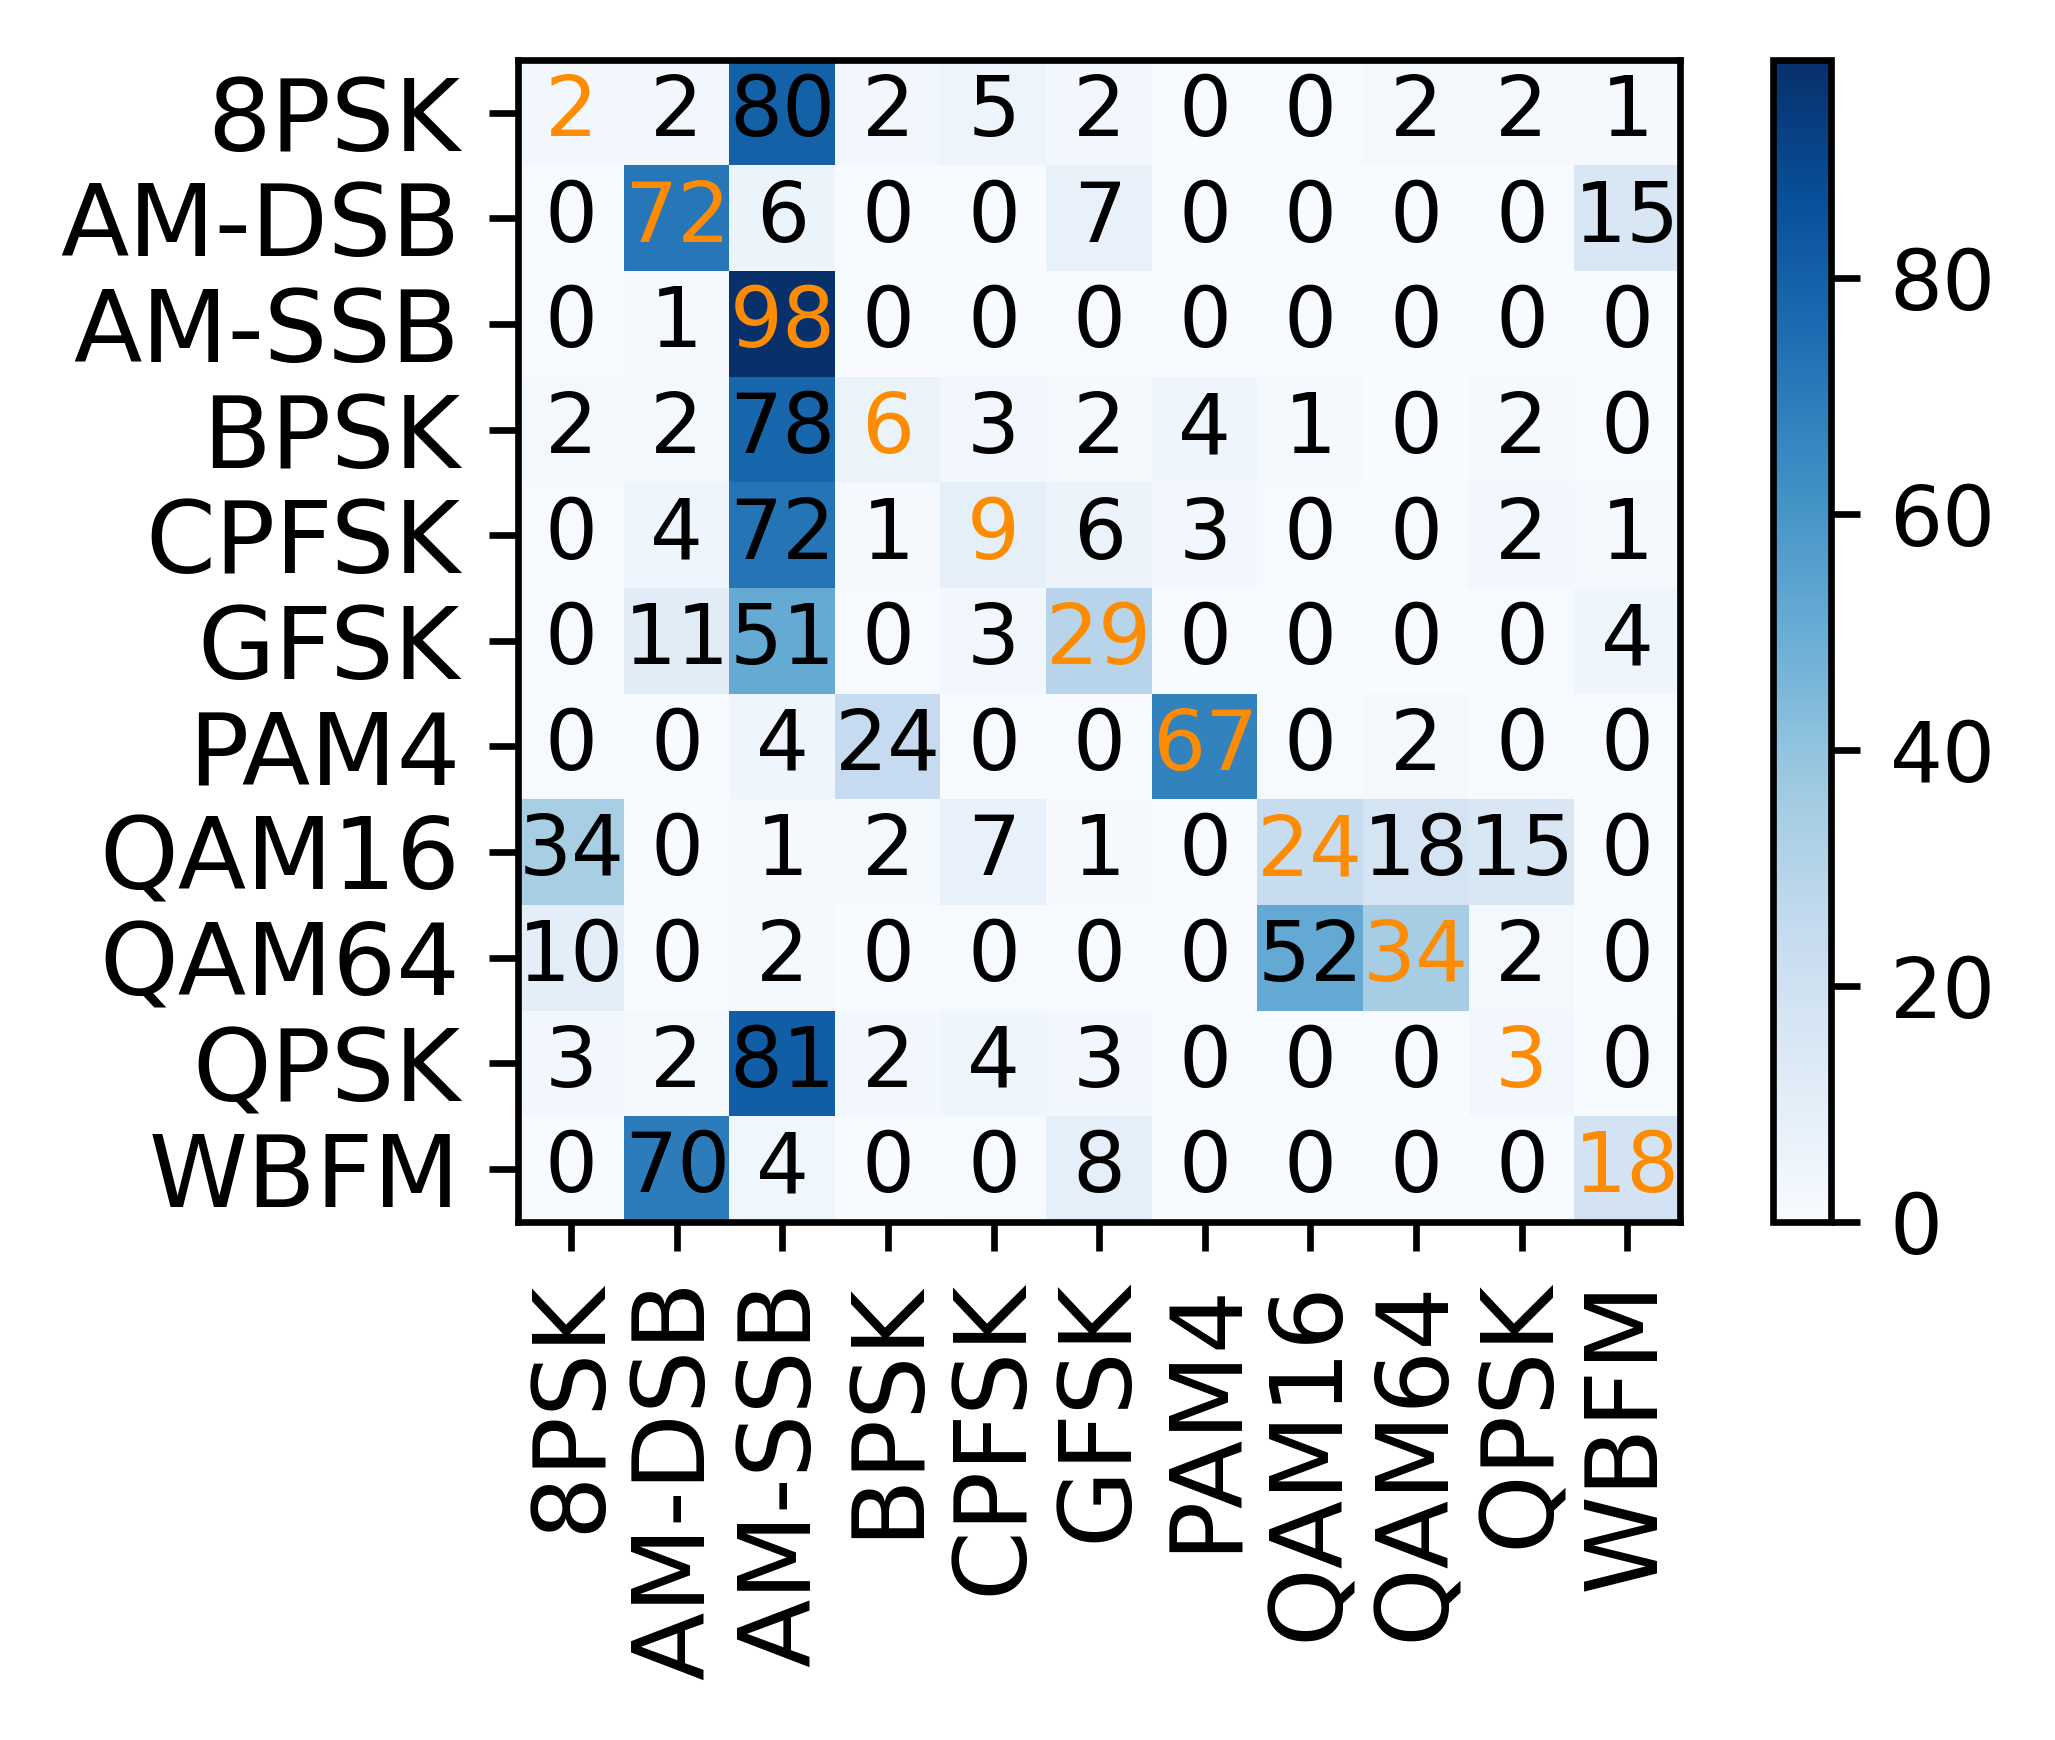 8PSK 2 2 80 2 5 2 0 0 2 2 1
AM-DSB 0 72 6 0 0 7 0 0 0 0 15
AM-SSB 0 1 98 0 0 0 0 0 0 0 0
BPSK 2 2 78 6 3 2 4 1 0 2 0
CPFSK 0 4 72 1 9 6 3 0 0 2 1
GFSK 0 11 51 0 3 29 0 0 0 0 4
PAM4 0 0 4 24 0 0 67 0 2 0 0
QAM16 34 0 1 2 7 1 0 24 18 15 0
QAM64 10 0 2 0 0 0 0 52 34 2 0
QPSK 3 2 81 2 4 3 0 0 0 3 0
WBFM 0 70 4 0 0 8 0 0 0 0 18
8PSK
AM-DSB
AM-SSB
BPSK
CPFSK
GFSK
PAM4
QAM16
QAM64
QPSK
WBFM
80
60
40
20
0